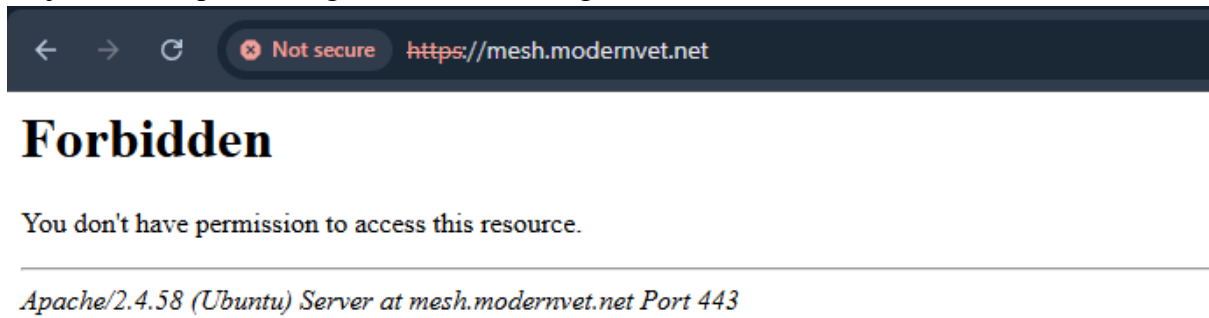 Not secure https://mesh.modernvet.net
Forbidden
You don't have permission to access this resource.
Apache/2.4.58 (Ubuntu) Server at mesh.modernvet.net Port 443